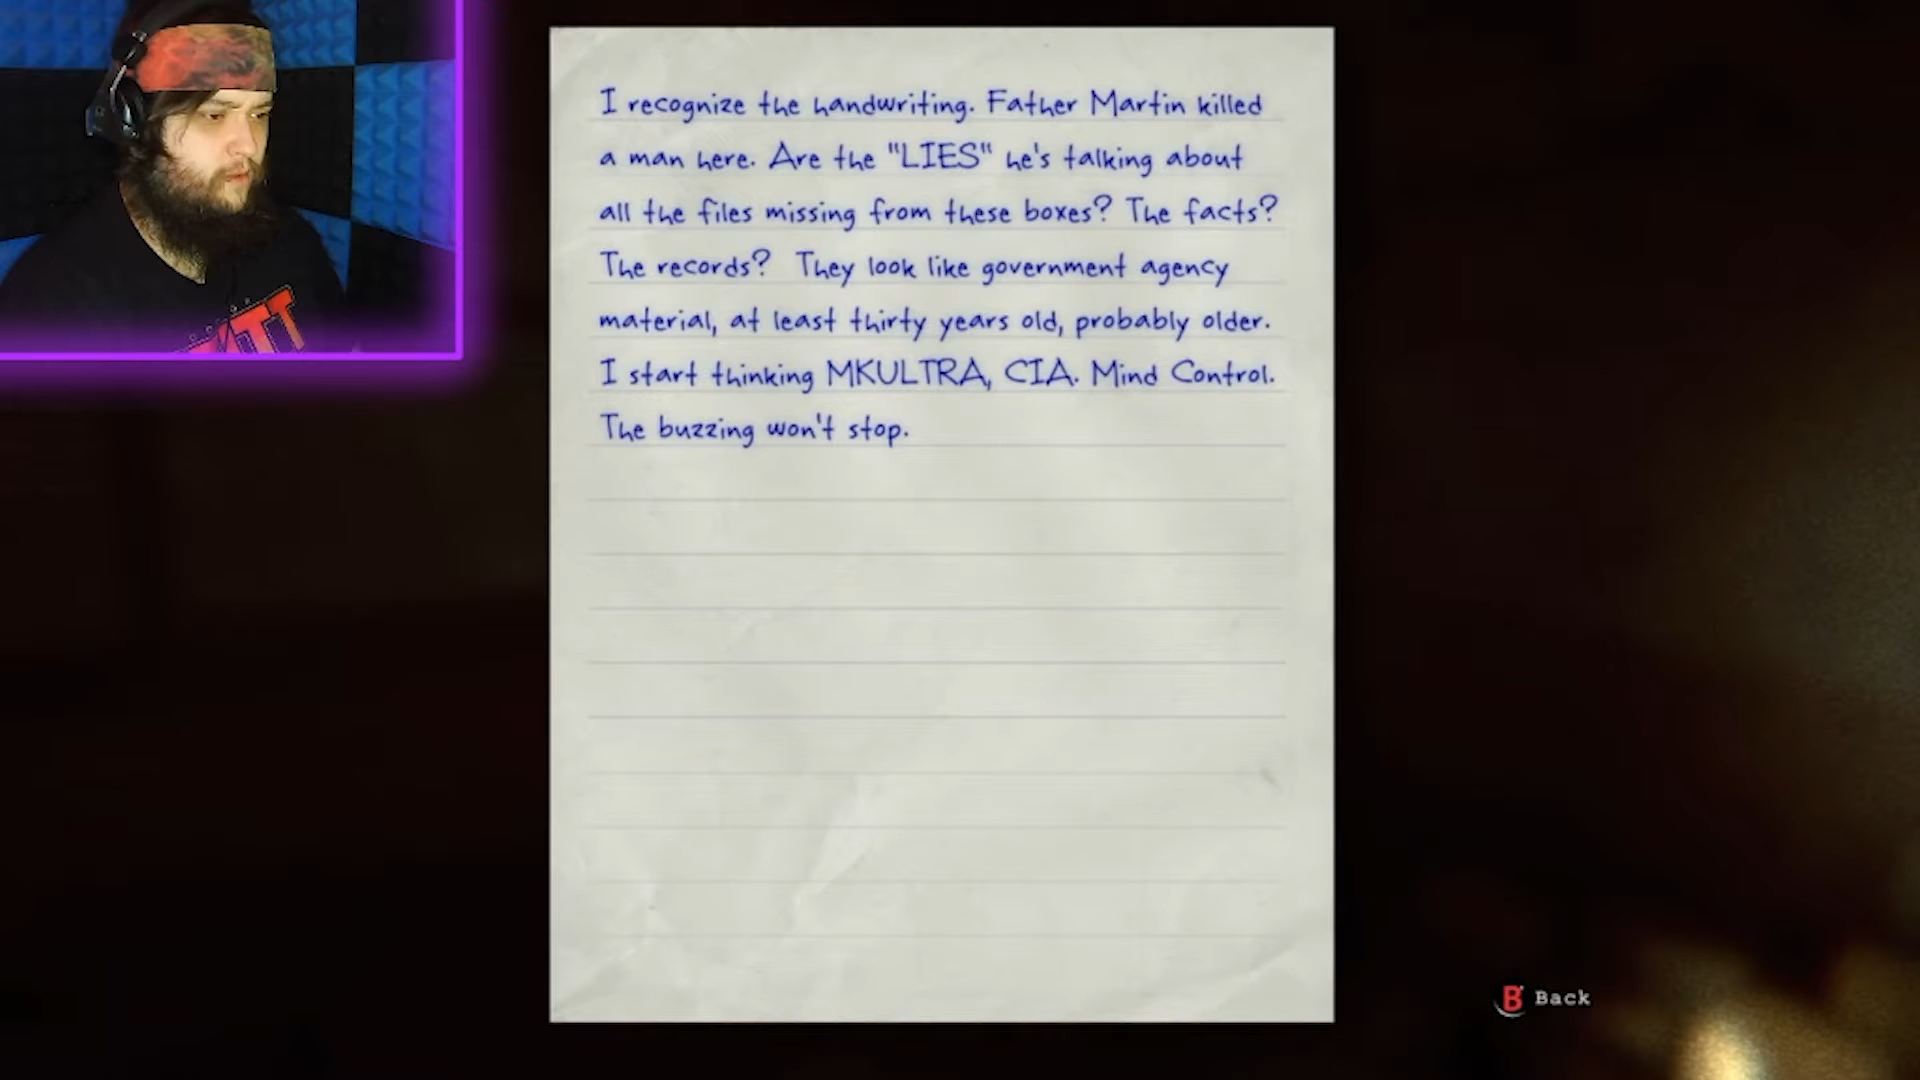 I recognize the handwriting. Father Martin killed
a man here. Are the "LIES" he's talking about
all the files missing from these boxes? The facts?
The records? They look like government agency
material, at least thirty years old, probably older.
I start thinking MKULTRA, CIA. Mind Control.
The buzzing won't stop.
B Back